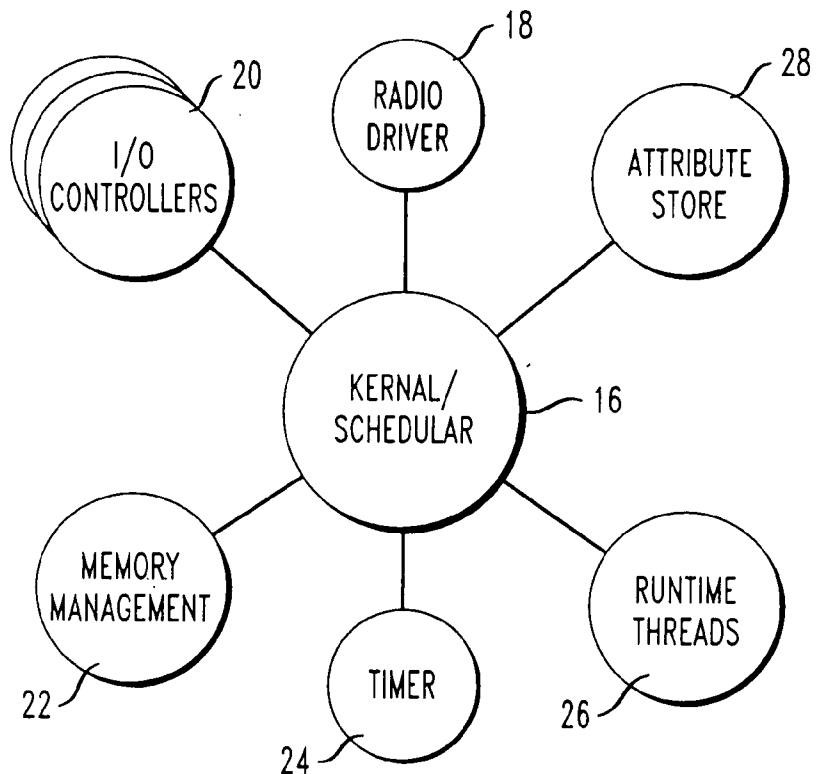 18
RADIO
DRIVER
20
I/O
CONTROLLERS
28
ATTRIBUTE
STORE
KERNAL/
SCHEDULAR
16
MEMORY
MANAGEMENT
22
TIMER
24
RUNTIME
THREADS
26